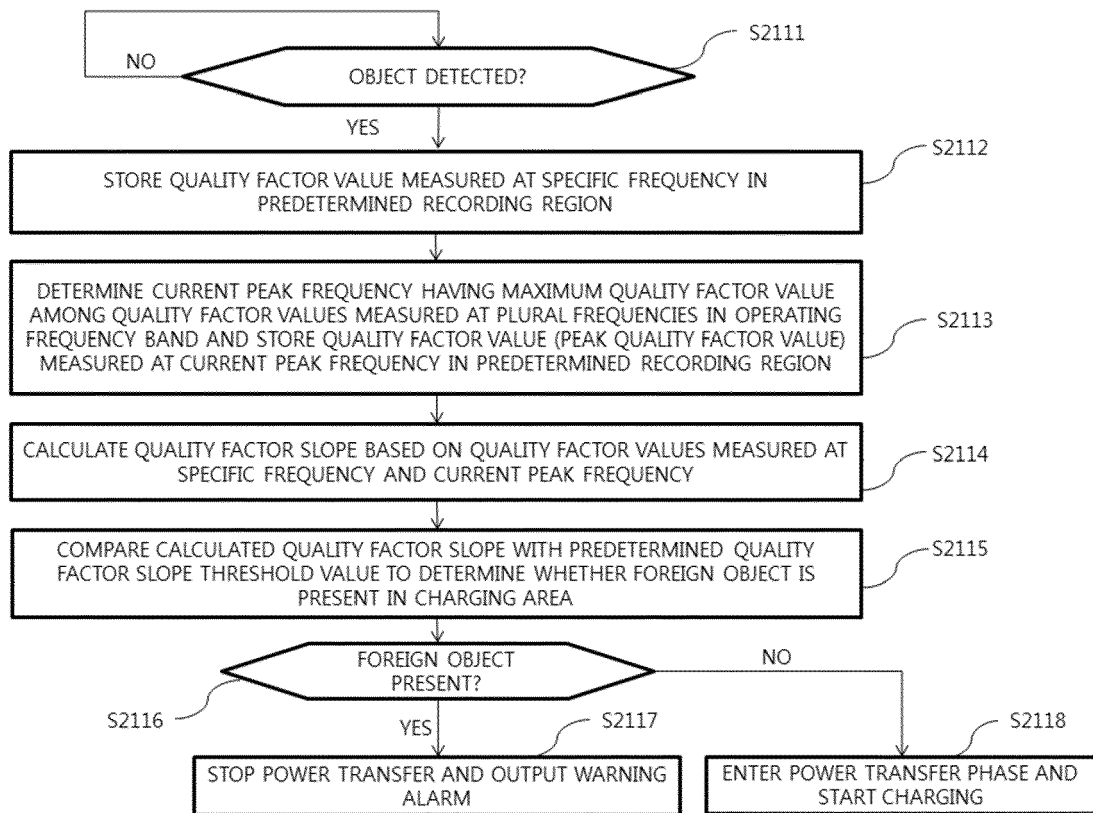 S2111
NO
OBJECT DETECTED?
YES
S2112
STORE QUALITY FACTOR VALUE MEASURED AT SPECIFIC FREQUENCY IN
PREDETERMINED RECORDING REGION
DETERMINE CURRENT PEAK FREQUENCY HAVING MAXIMUM QUALITY FACTOR VALUE
AMONG QUALITY FACTOR VALUES MEASURED AT PLURAL FREQUENCIES IN OPERATING
FREQUENCY BAND AND STORE QUALITY FACTOR VALUE (PEAK QUALITY FACTOR VALUE)
MEASURED AT CURRENT PEAK FREQUENCY IN PREDETERMINED RECORDING REGION
S2113
CALCULATE QUALITY FACTOR SLOPE BASED ON QUALITY FACTOR VALUES MEASURED AT
SPECIFIC FREQUENCY AND CURRENT PEAK FREQUENCY
S2114
COMPARE CALCULATED QUALITY FACTOR SLOPE WITH PREDETERMINED QUALITY
FACTOR SLOPE THRESHOLD VALUE TO DETERMINE WHETHER FOREIGN OBJECT IS
PRESENT IN CHARGING AREA
S2115
FOREIGN OBJECT
PRESENT?
NO
S2116
YES
S2117
S2118
STOP POWER TRANSFER AND OUTPUT WARNING
ALARM
ENTER POWER TRANSFER PHASE AND
START CHARGING